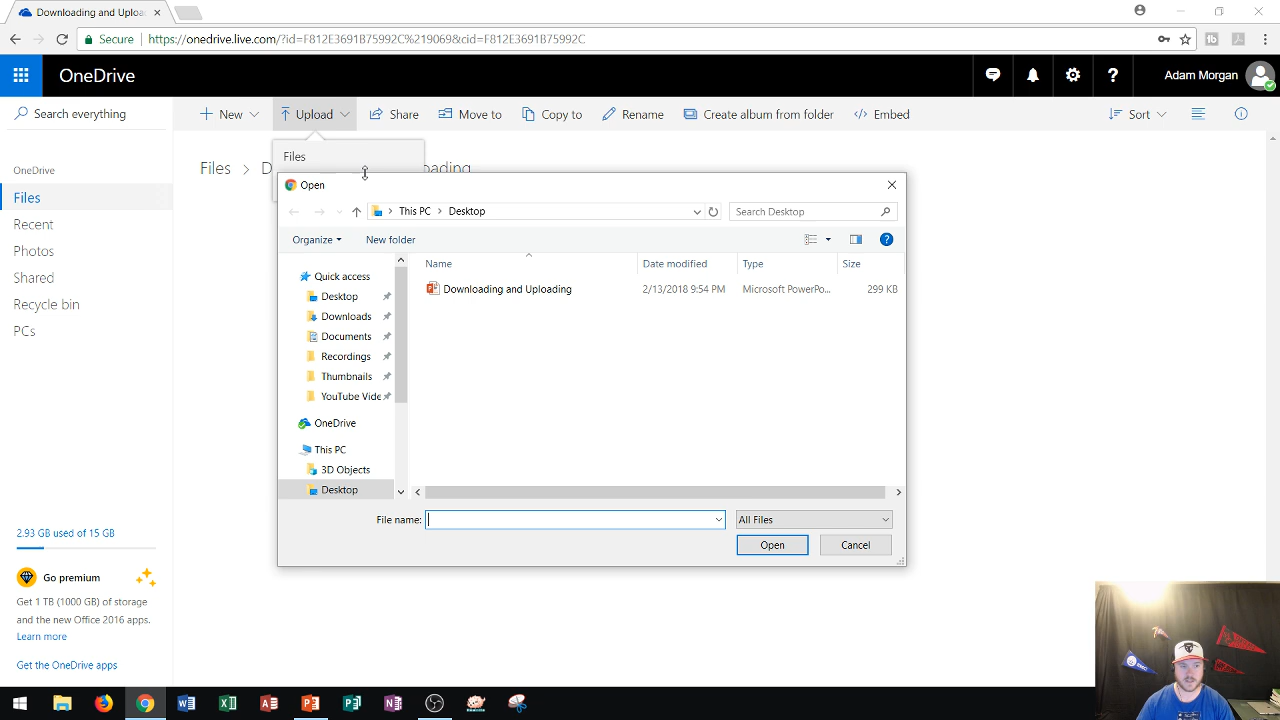 Downloading and Uploa
Secure
https://onedrive.live.com/?id=F812E3691B75992C%219069&cid=F812E3691B75992C
OneDrive
Adam Morgan
Search everything
New
Upload
Share
Move to
Copy to
Rename
Create album from folder
Embed
Sort
OneDrive
Files
Recent
Photos
Shared
Recycle bin
PCs
2.93 GB used of 15 GB
Go premium
Get 1 TB (1000 GB) of storage
and the new Office 2016 apps.
Learn more
Get the OneDrive apps
Files
Files > D
oading
Open
This PC > Desktop
Search Desktop
Organize
New folder
Quick access
Desktop
Downloads
Documents
Recordings
Thumbnails
YouTube Vide
OneDrive
This PC
3D Objects
Desktop
Name
Date modified
Type
Size
Downloading and Uploading
2/13/2018 9:54 PM
Microsoft PowerPo...
299 KB
File name:
All Files
Open
Cancel